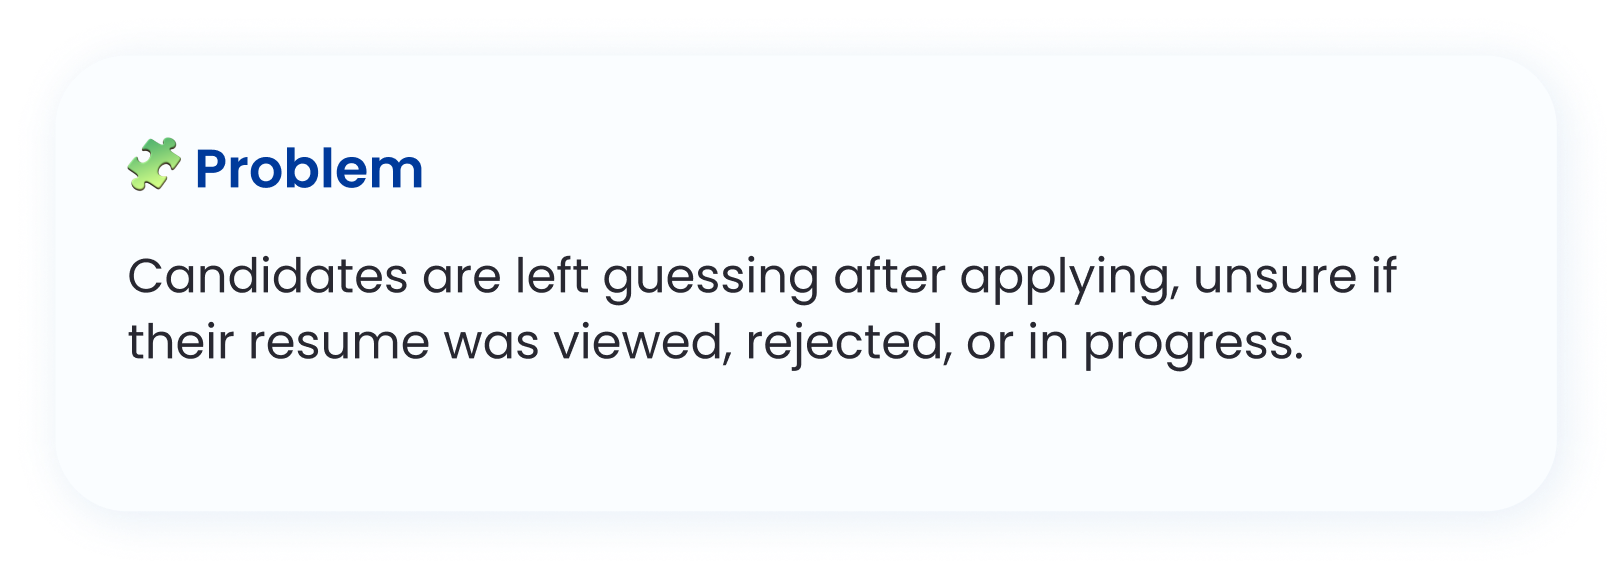 Problem
Candidates are left guessing after applying, unsure if
their resume was viewed, rejected, or in progress.